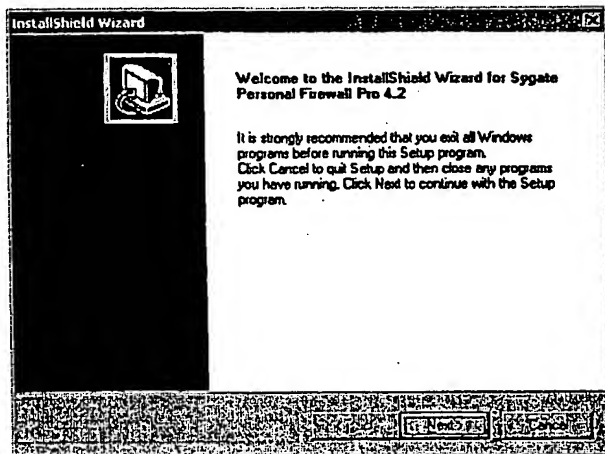 InstallShield Wizard
Welcome to the InstallShield Wizard for Sygate
Personal Firewall Pro 4.2
It is strongly recommended that you exit all Windows
programs before running this Setup program.
Click Cancel to quit Setup and then close any programs
you have running. Click Next to continue with the Setup
program.
Next >
Cancel